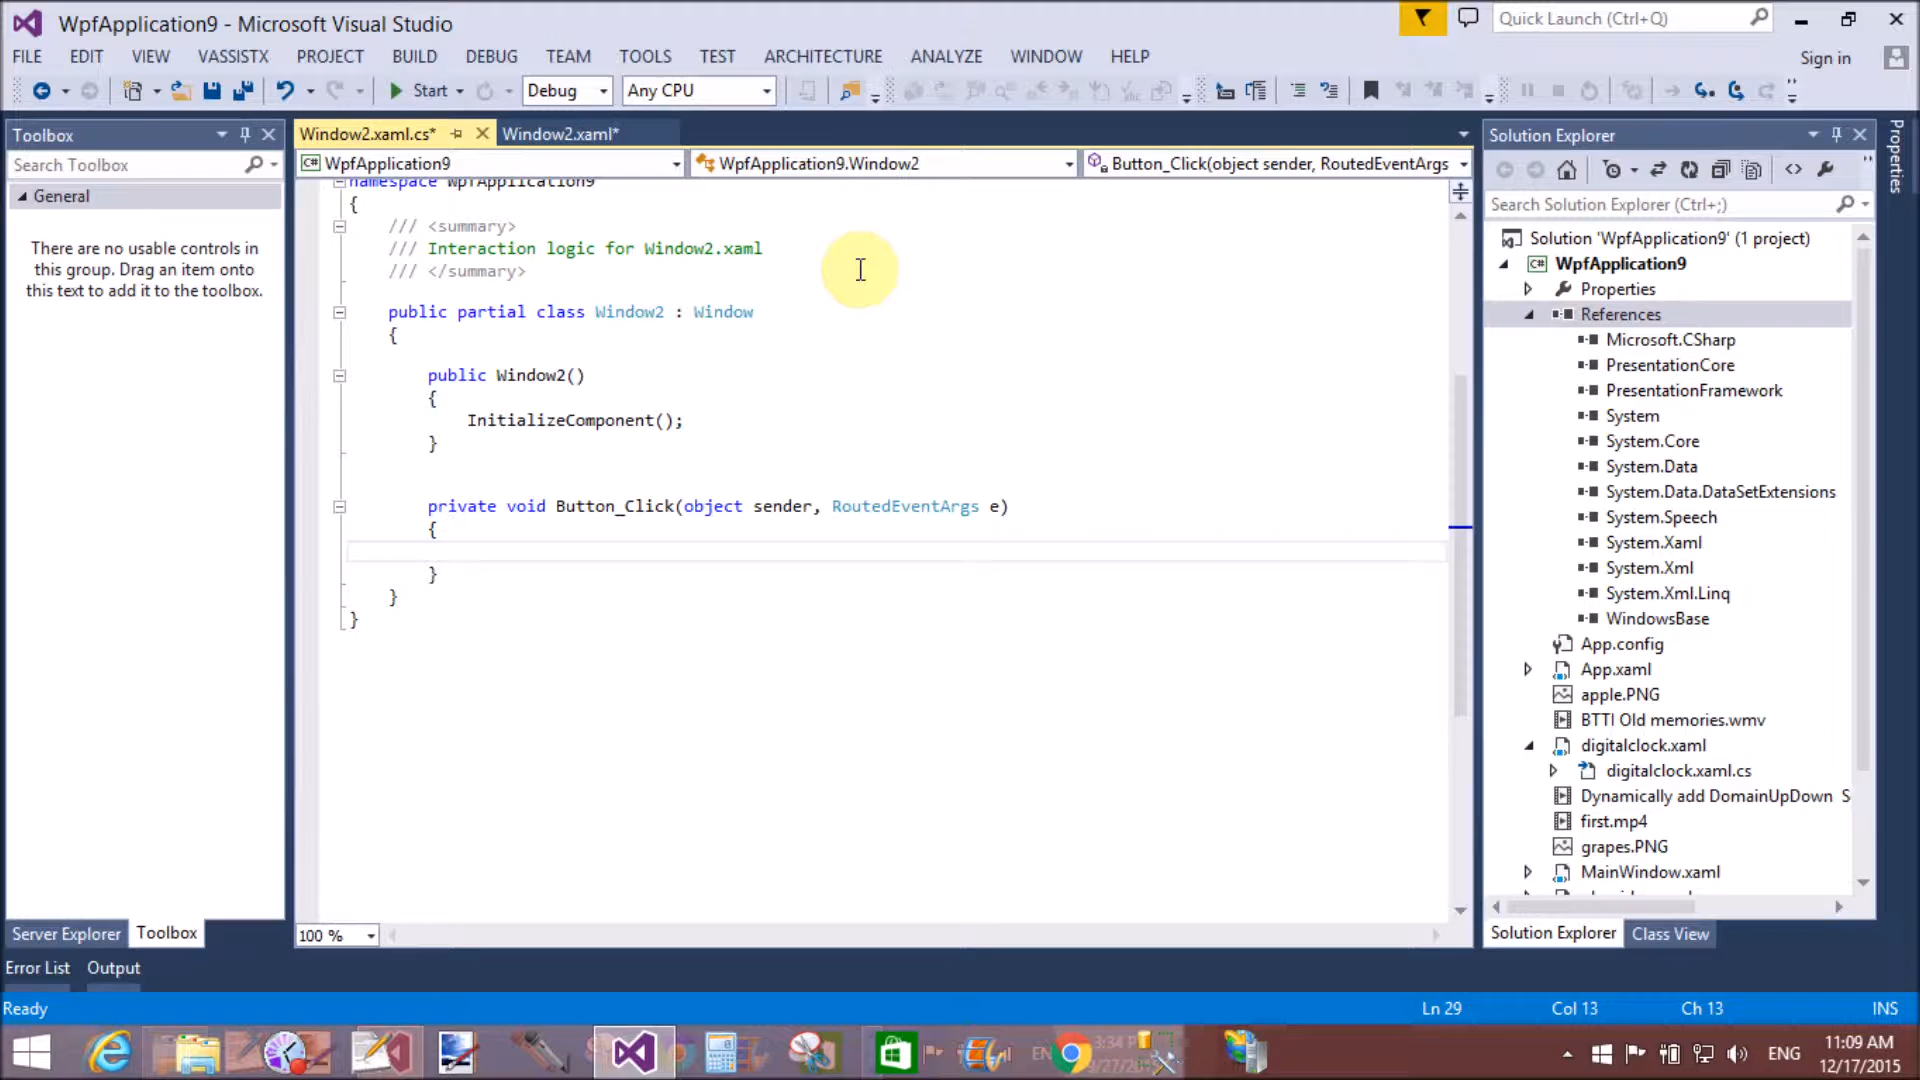 WpfApplication9 - Microsoft Visual Studio
Quick Launch (Ctrl+Q)
FILE EDIT VIEW VASSISTX PROJECT BUILD DEBUG TEAM TOOLS TEST ARCHITECTURE ANALYZE WINDOW HELP
Sign in
Start Debug Any CPU
Toolbox
Search Toolbox
General
There are no usable controls in
this group. Drag an item onto
this text to add it to the toolbox.
Server Explorer Toolbox
Window2.xaml.cs* Window2.xaml*
WpfApplication9 WpfApplication9.Window2 Button_Click(object sender, RoutedEventArgs
namespace WpfApplication9
{
/// <summary>
/// Interaction logic for Window2.xaml
/// </summary>
public partial class Window2 : Window
{
public Window2()
{
InitializeComponent();
}
private void Button_Click(object sender, RoutedEventArgs e)
{
}
}
}
100 %
Solution Explorer
Search Solution Explorer (Ctrl+;)
Solution 'WpfApplication9' (1 project)
WpfApplication9
Properties
References
Microsoft.CSharp
PresentationCore
PresentationFramework
System
System.Core
System.Data
System.Data.DataSetExtensions
System.Speech
System.Xaml
System.Xml
System.Xml.Linq
WindowsBase
App.config
App.xaml
apple.PNG
BTTI Old memories.wmv
digitalclock.xaml
digitalclock.xaml.cs
Dynamically add DomainUpDown S
first.mp4
grapes.PNG
MainWindow.xaml
Solution Explorer Class View
Properties
Error List Output
Ready Ln 29 Col 13 Ch 13 INS
EN 3:34 PM
ENG 11:09 AM
12/17/2015